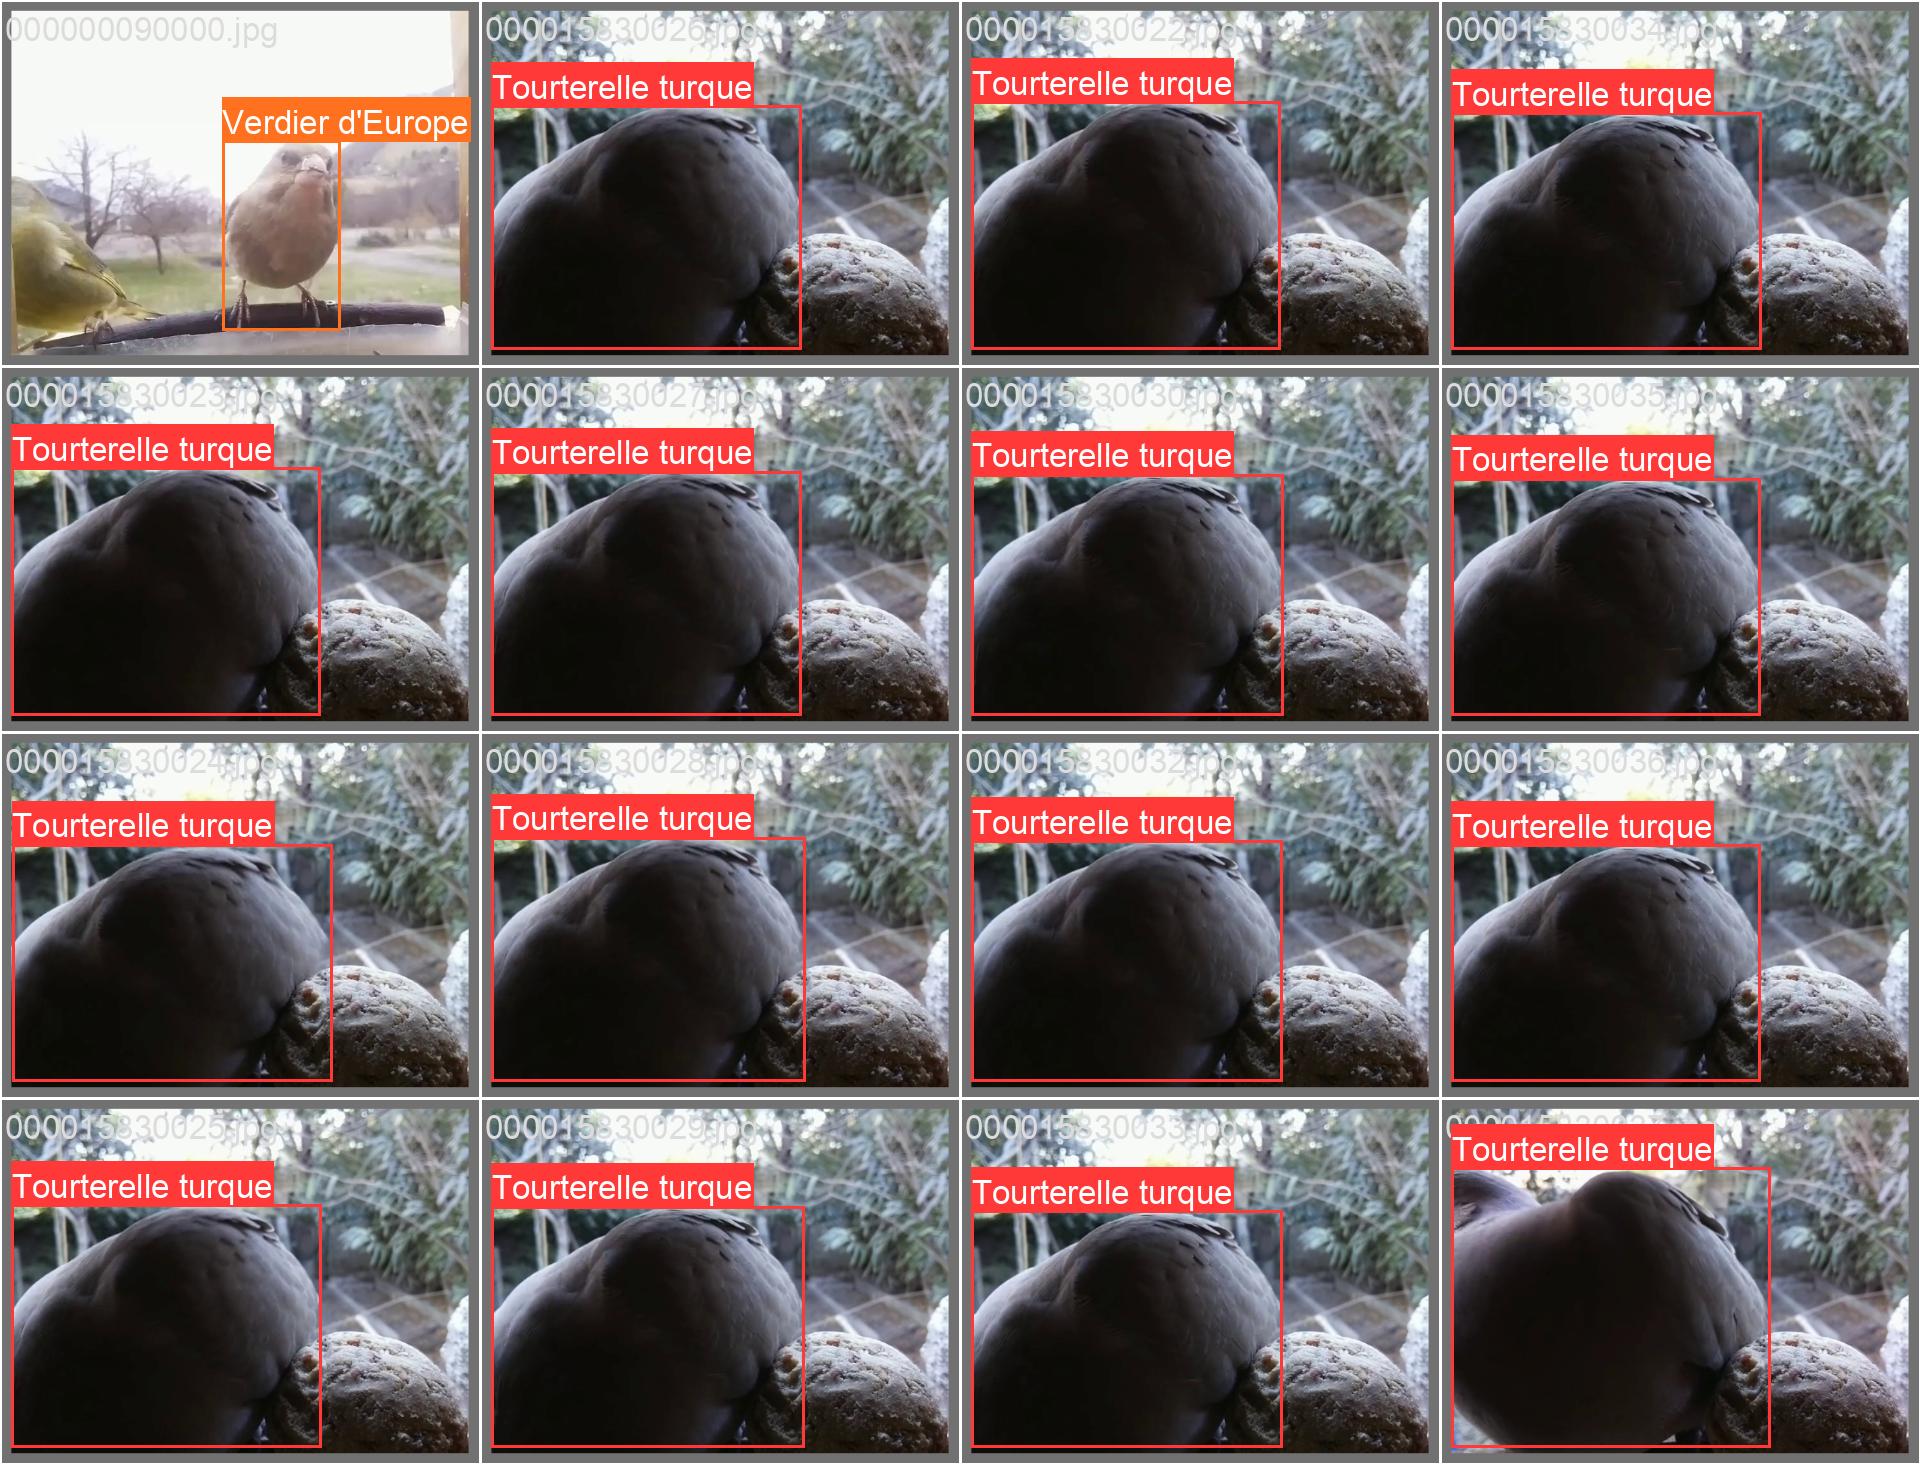 000000090000.jpg
Verdier d'Europe
000015830026.jpg
Tourterelle turque
000015830022.jpg
Tourterelle turque
000015830034.jpg
Tourterelle turque
000015830023.jpg
Tourterelle turque
000015830027.jpg
Tourterelle turque
000015830030.jpg
Tourterelle turque
000015830035.jpg
Tourterelle turque
000015830024.jpg
Tourterelle turque
000015830028.jpg
Tourterelle turque
000015830032.jpg
Tourterelle turque
000015830036.jpg
Tourterelle turque
000015830025.jpg
Tourterelle turque
000015830029.jpg
Tourterelle turque
000015830033.jpg
Tourterelle turque
Tourterelle turque